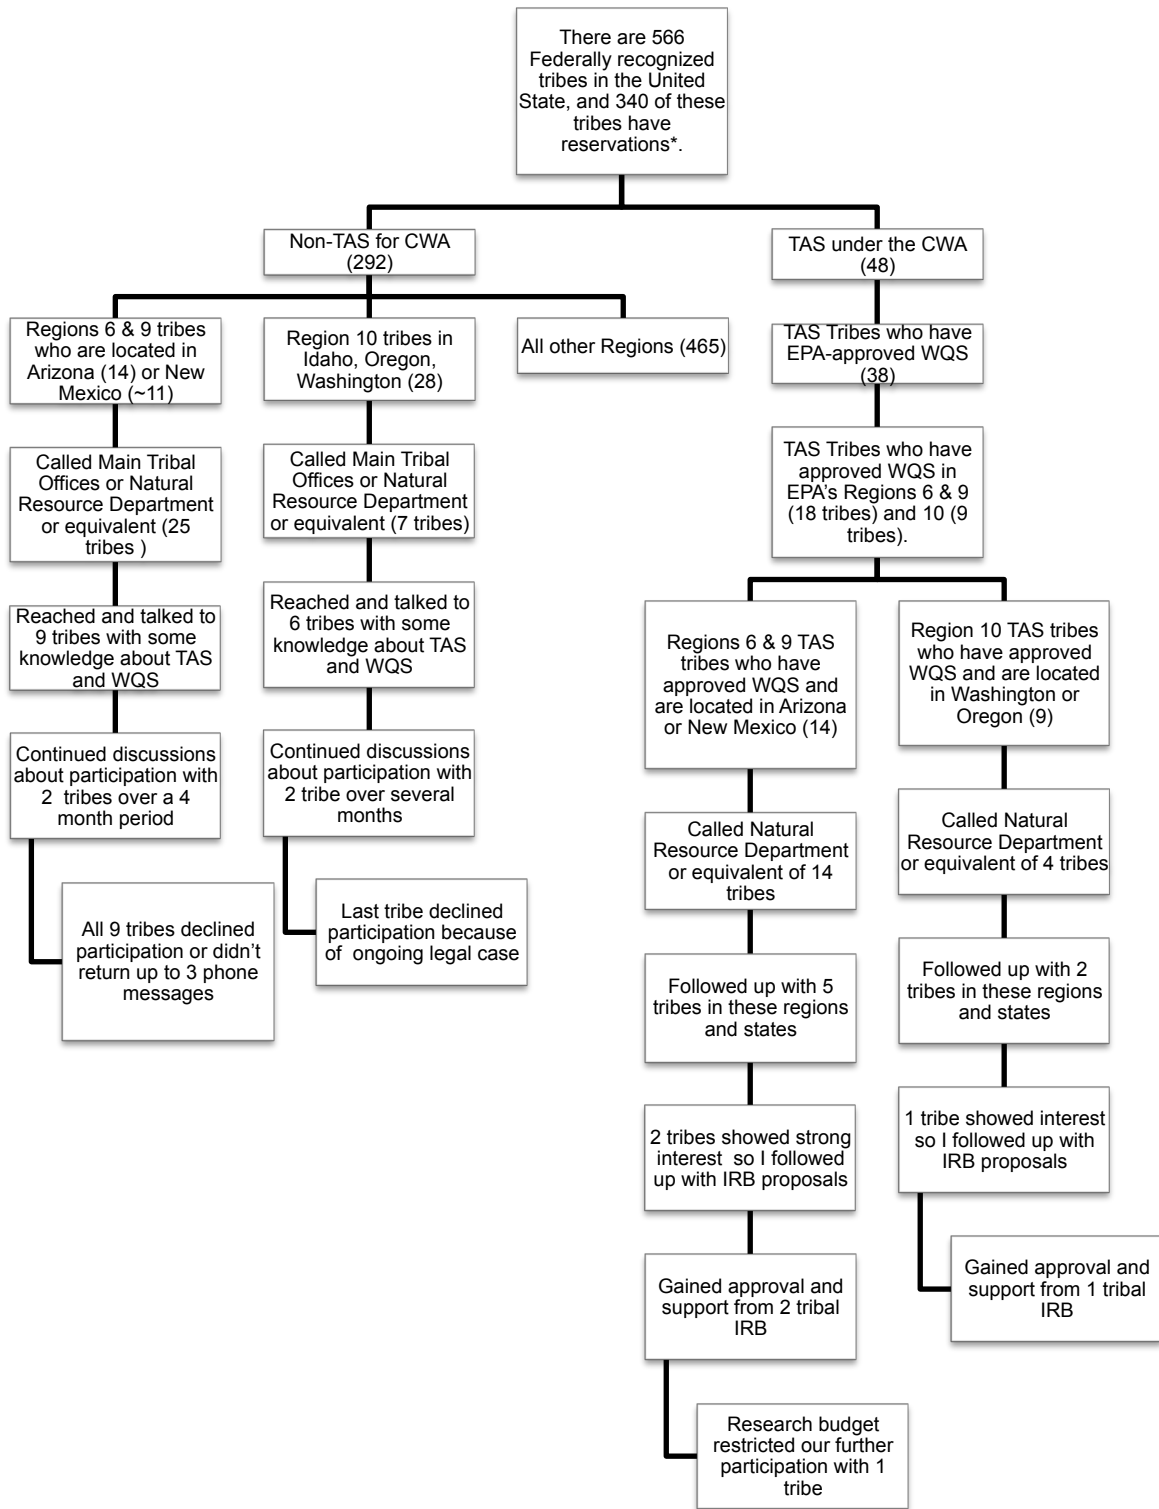 There are 566
Federally recognized
tribes in the United
State, and 340 of these
tribes have
reservations*.
Non-TAS for CWA
(292)
TAS under the CWA
(48)
Regions 6 & 9 tribes
who are located in
Arizona (14) or New
Mexico (~11)
Region 10 tribes in
Idaho, Oregon,
Washington (28)
All other Regions (465)
TAS Tribes who have
EPA-approved WQS
(38)
Called Main Tribal
Offices or Natural
Resource Department
or equivalent (25
tribes )
Called Main Tribal
Offices or Natural
Resource Department
or equivalent (7 tribes)
TAS Tribes who have
approved WQS in
EPA's Regions 6 & 9
(18 tribes) and 10 (9
tribes).
Reached and talked to
9 tribes with some
knowledge about TAS
and WQS
Reached and talked to
6 tribes with some
knowledge about TAS
and WQS
Regions 6 & 9 TAS
tribes who have
approved WQS and
are located in Arizona
or New Mexico (14)
Region 10 TAS tribes
who have approved
WQS and are located
in Washington or
Oregon (9)
Continued discussions
about participation with
2  tribes over a 4
month period
Continued discussions
about participation with
2 tribe over several
months
Called Natural
Resource Department
or equivalent of 14
tribes
Called Natural
Resource Department
or equivalent of 4 tribes
All 9 tribes declined
participation or didn't
return up to 3 phone
messages
Last tribe declined
participation because
of  ongoing legal case
Followed up with 5
tribes in these regions
and states
Followed up with 2
tribes in these regions
and states
2 tribes showed strong
interest  so I followed
up with IRB proposals
1 tribe showed interest
so I followed up with
IRB proposals
Gained approval and
support from 2 tribal
IRB
Gained approval and
support from 1 tribal
IRB
Research budget
restricted our further
participation with 1
tribe